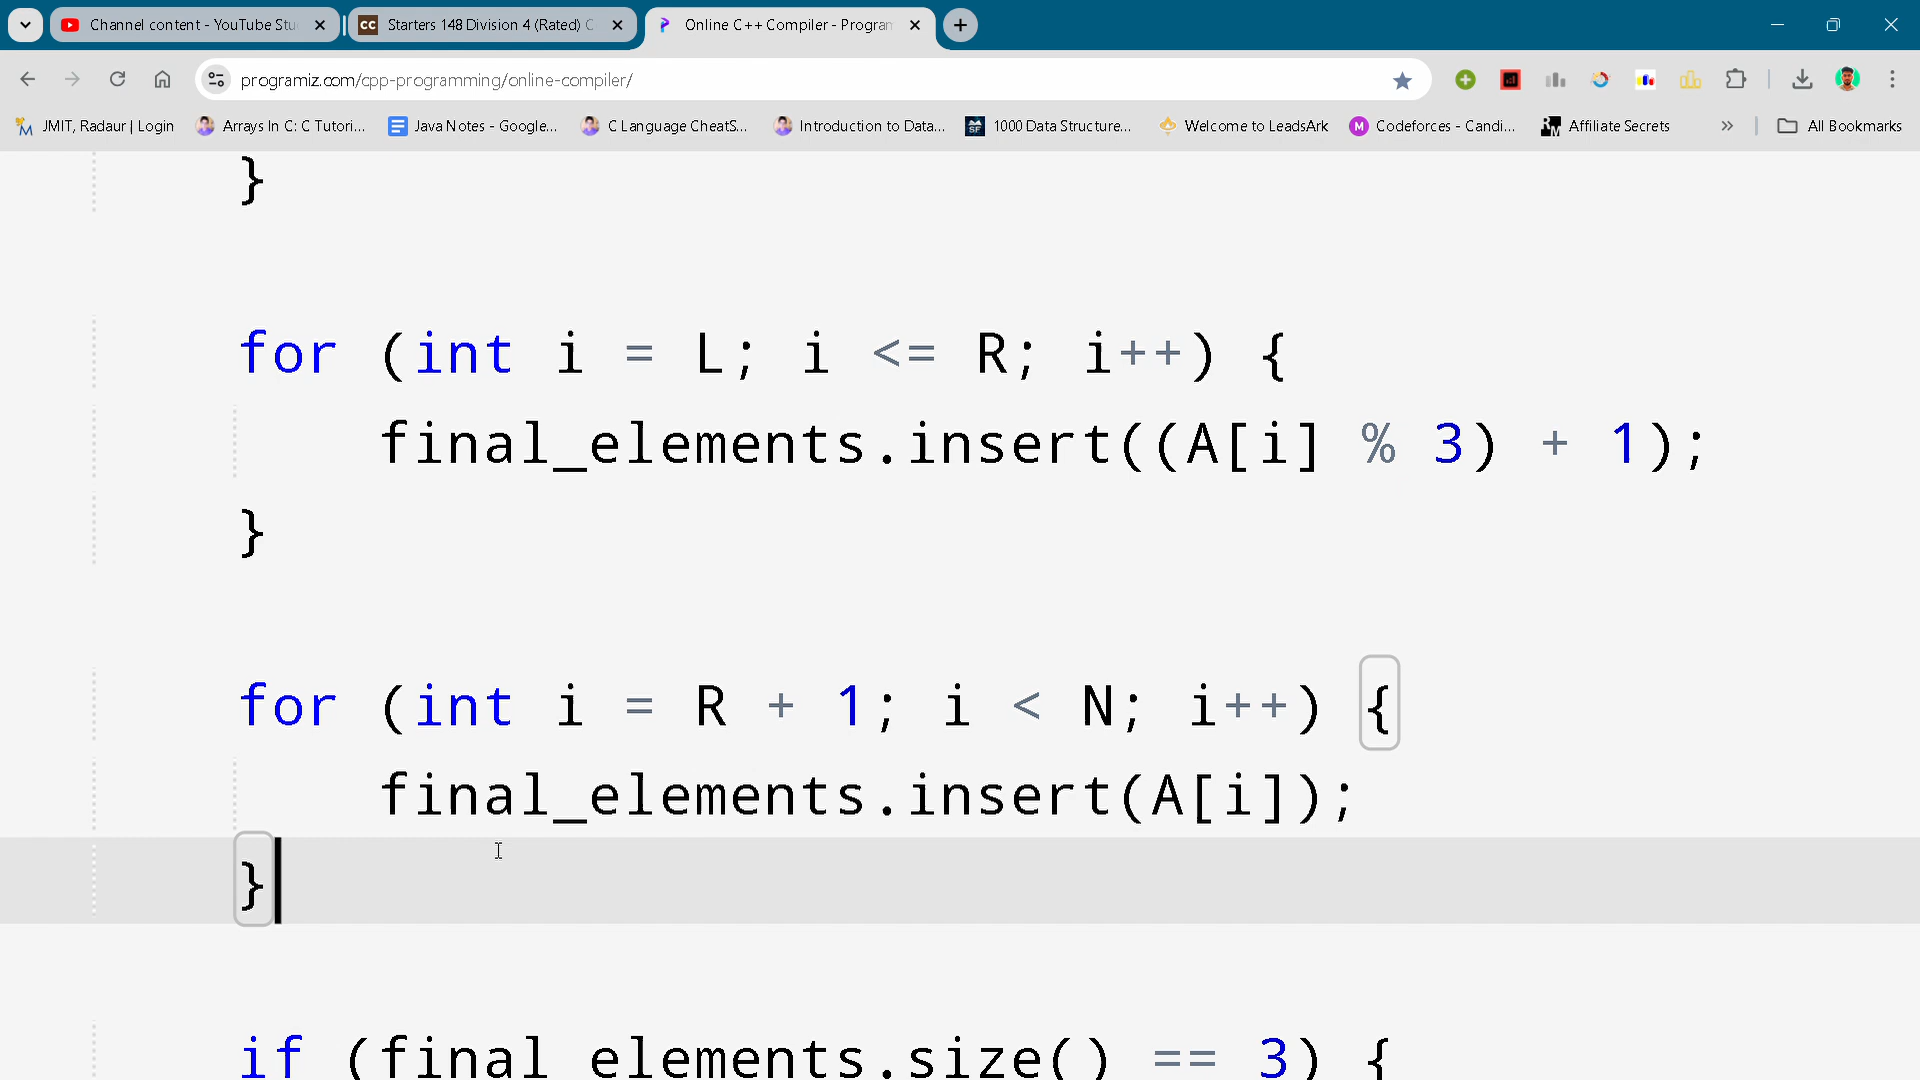 Channel content - YouTube Stu
Starters 148 Division 4 (Rated) C
Online C++ Compiler - Program
programiz.com/cpp-programming/online-compiler/
JMIT, Radaur | Login
Arrays In C: C Tutori...
Java Notes - Google...
C Language CheatS...
Introduction to Data...
1000 Data Structure...
Welcome to LeadsArk
Codeforces - Candi...
Affiliate Secrets
»
All Bookmarks
}
for (int i = L; i <= R; i++) {
final_elements.insert((A[i] % 3) + 1);
}
for (int i = R + 1; i < N; i++) {
final_elements.insert(A[i]);
}
if (final_elements.size() == 3) {